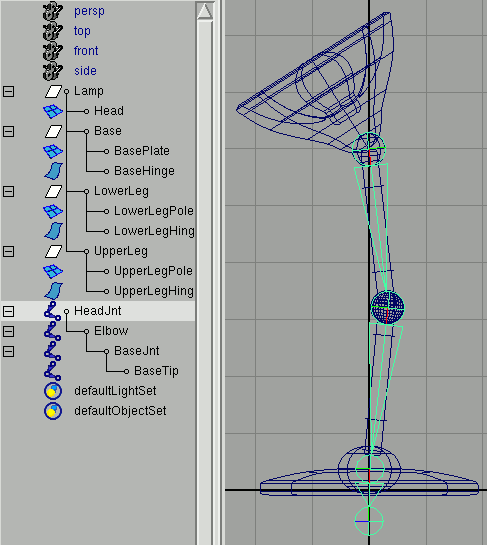 persp
top
front
side
Lamp
Head
Base
BasePlate
BaseHinge
LowerLeg
LowerLegPole
LowerLegHing
UpperLeg
UpperLegPole
UpperLegHing
HeadJnt
Elbow
BaseJnt
BaseTip
defaultLightSet
defaultObjectSet